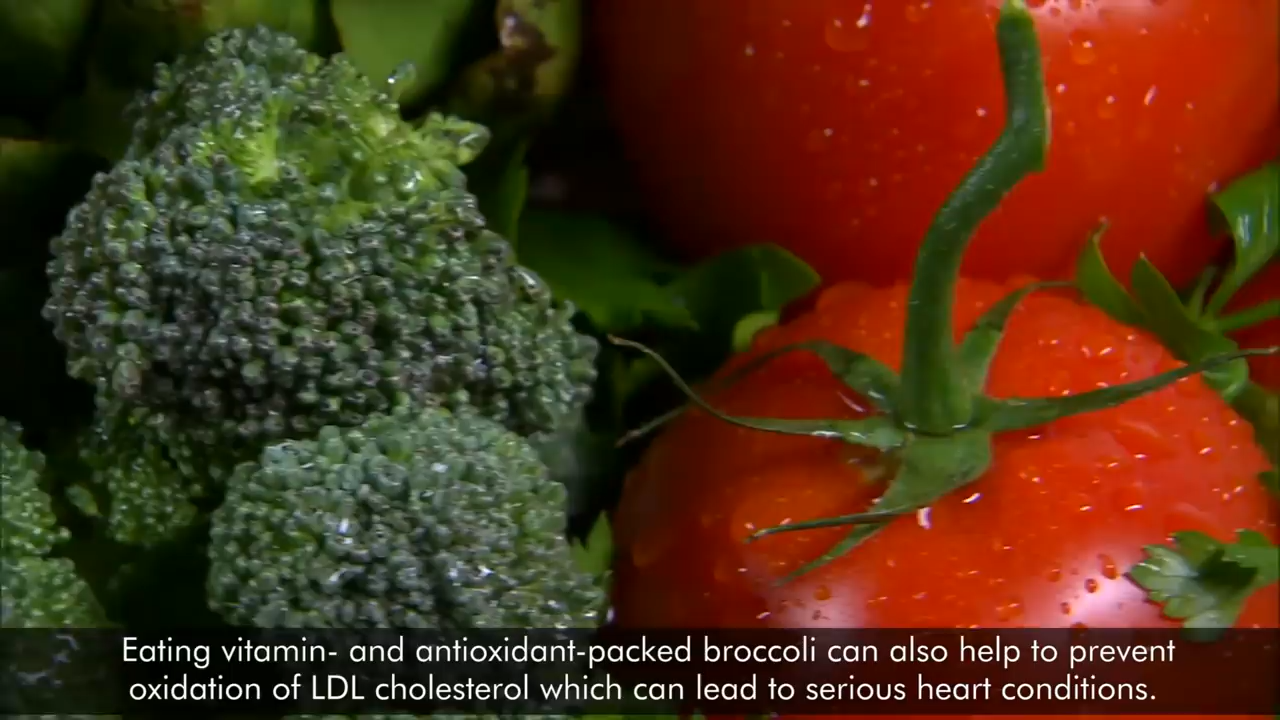 Eating vitamin- and antioxidant-packed broccoli can also help to prevent
oxidation of LDL cholesterol which can lead to serious heart conditions.